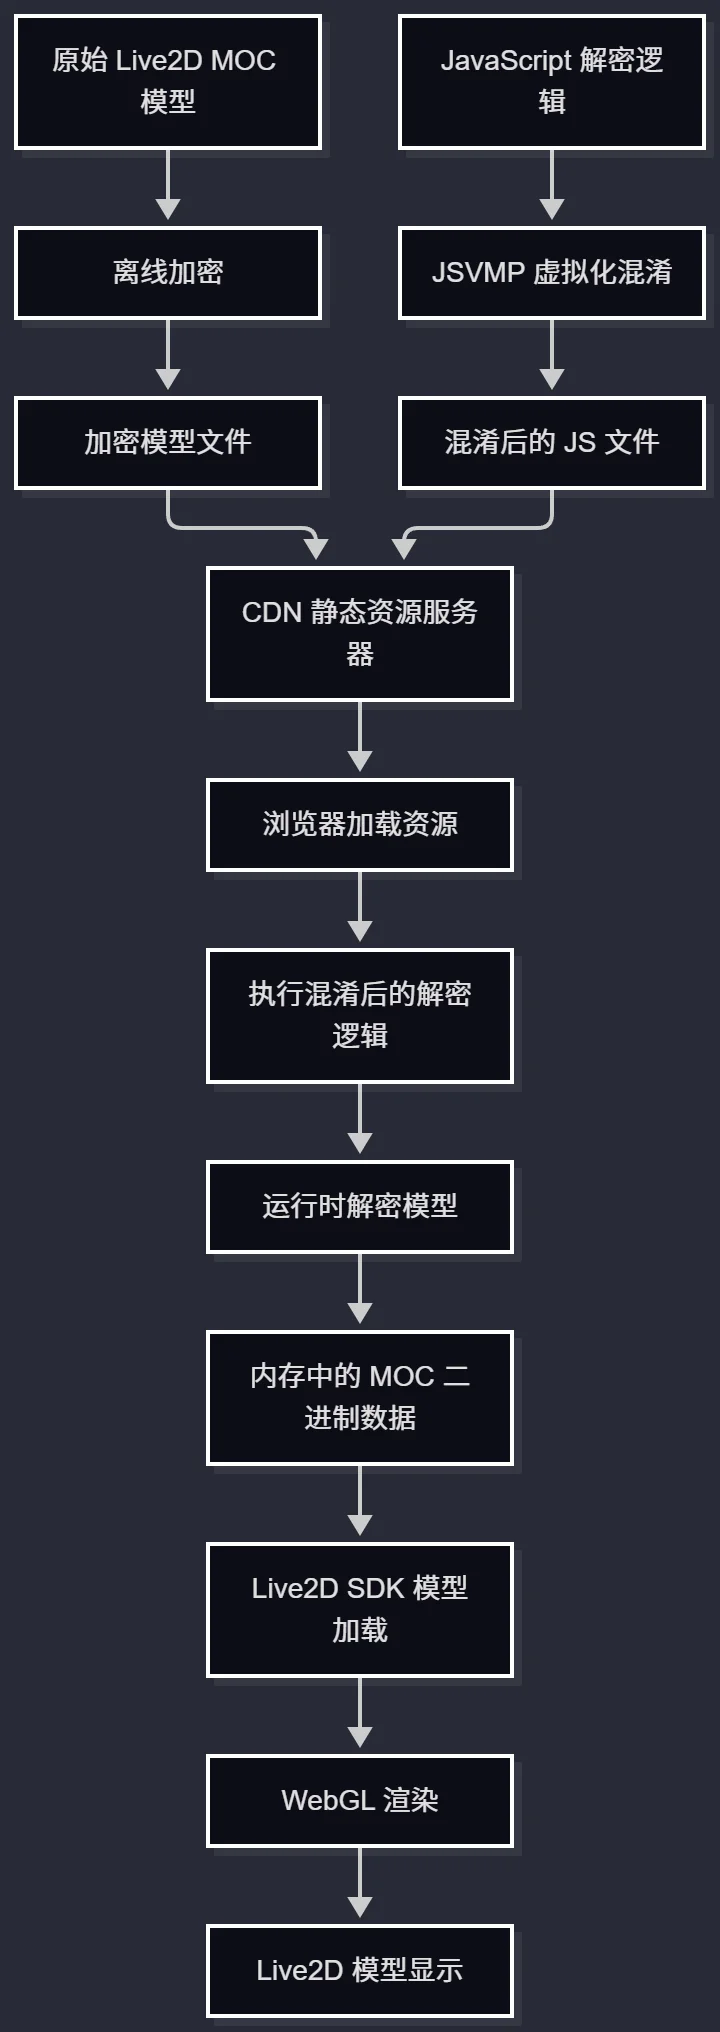 原始 Live2D MOC
模型
JavaScript 解密逻
辑
离线加密
JSVMP 虚拟化混淆
加密模型文件
混淆后的 JS 文件
CDN 静态资源服务
器
浏览器加载资源
执行混淆后的解密
逻辑
运行时解密模型
内存中的 MOC 二
进制数据
Live2D SDK 模型
加载
WebGL 渲染
Live2D 模型显示